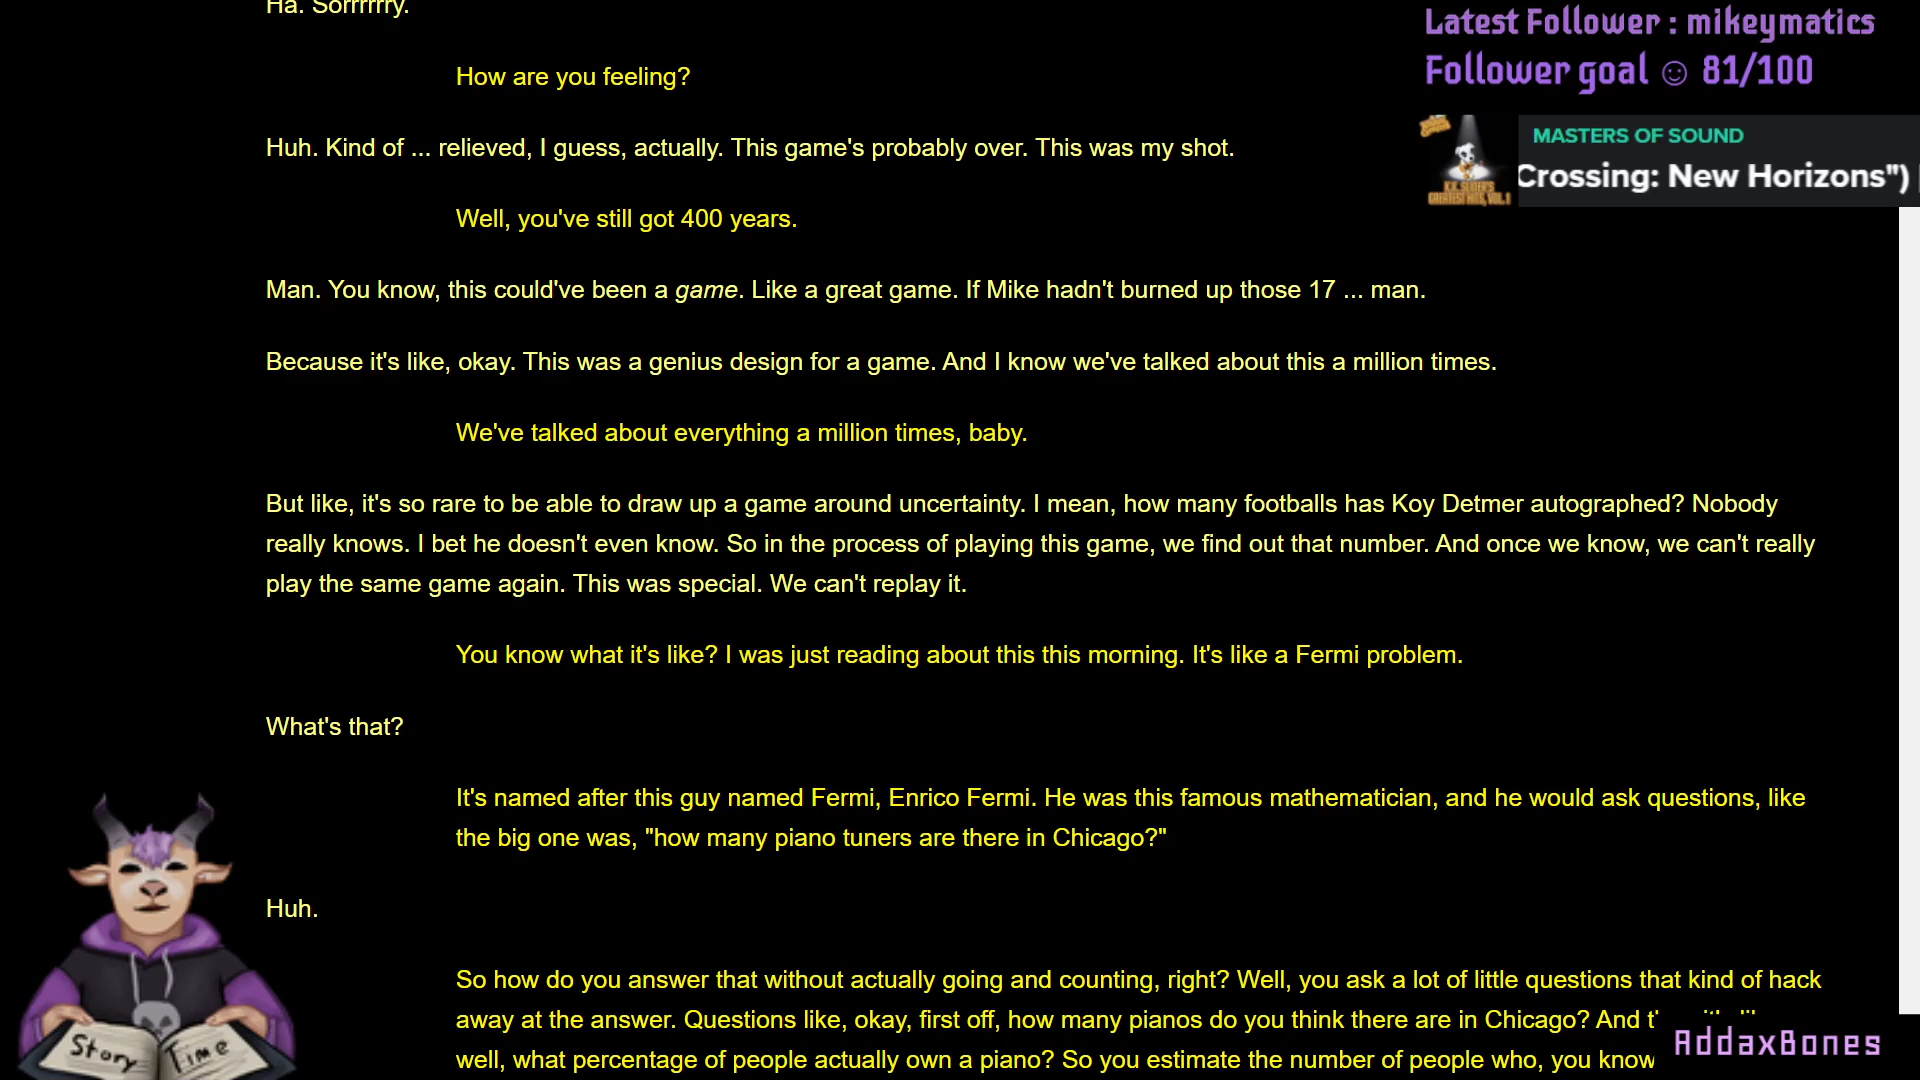 Ha. Sorrrrrry.
Latest Follower : mikeymatics
How are you feeling?
Follower goal ☺ 81/100
MASTERS OF SOUND
Huh. Kind of ... relieved, I guess, actually. This game's probably over. This was my shot.
Crossing: New Horizons")
K.K. SLIDER'S
GREATEST HITS, VOL. 1
Well, you've still got 400 years.
Man. You know, this could've been a game. Like a great game. If Mike hadn't burned up those 17 ... man.
Because it's like, okay. This was a genius design for a game. And I know we've talked about this a million times.
We've talked about everything a million times, baby.
But like, it's so rare to be able to draw up a game around uncertainty. I mean, how many footballs has Koy Detmer autographed? Nobody
really knows. I bet he doesn't even know. So in the process of playing this game, we find out that number. And once we know, we can't really
play the same game again. This was special. We can't replay it.
You know what it's like? I was just reading about this this morning. It's like a Fermi problem.
What's that?
It's named after this guy named Fermi, Enrico Fermi. He was this famous mathematician, and he would ask questions, like
the big one was, "how many piano tuners are there in Chicago?"
Huh.
So how do you answer that without actually going and counting, right? Well, you ask a lot of little questions that kind of hack
away at the answer. Questions like, okay, first off, how many pianos do you think there are in Chicago? And
well, what percentage of people actually own a piano? So you estimate the number of people who, you know
AddaxBones
Story Time